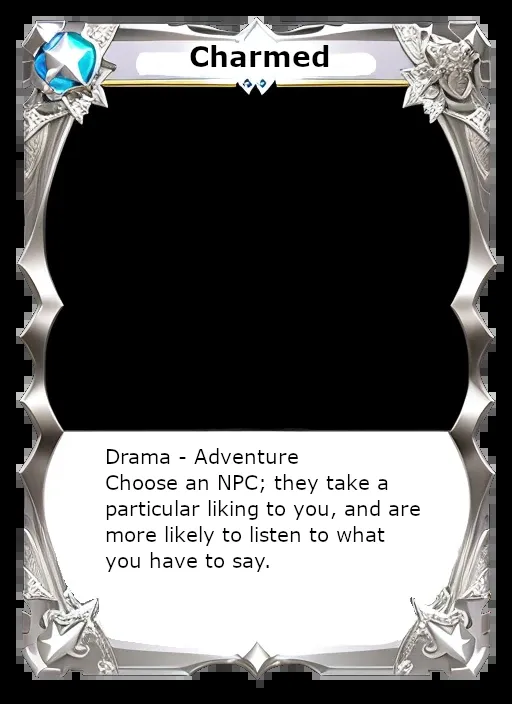 Charmed
Drama - Adventure
Choose an NPC; they take a
particular liking to you, and are
more likely to listen to what
you have to say.